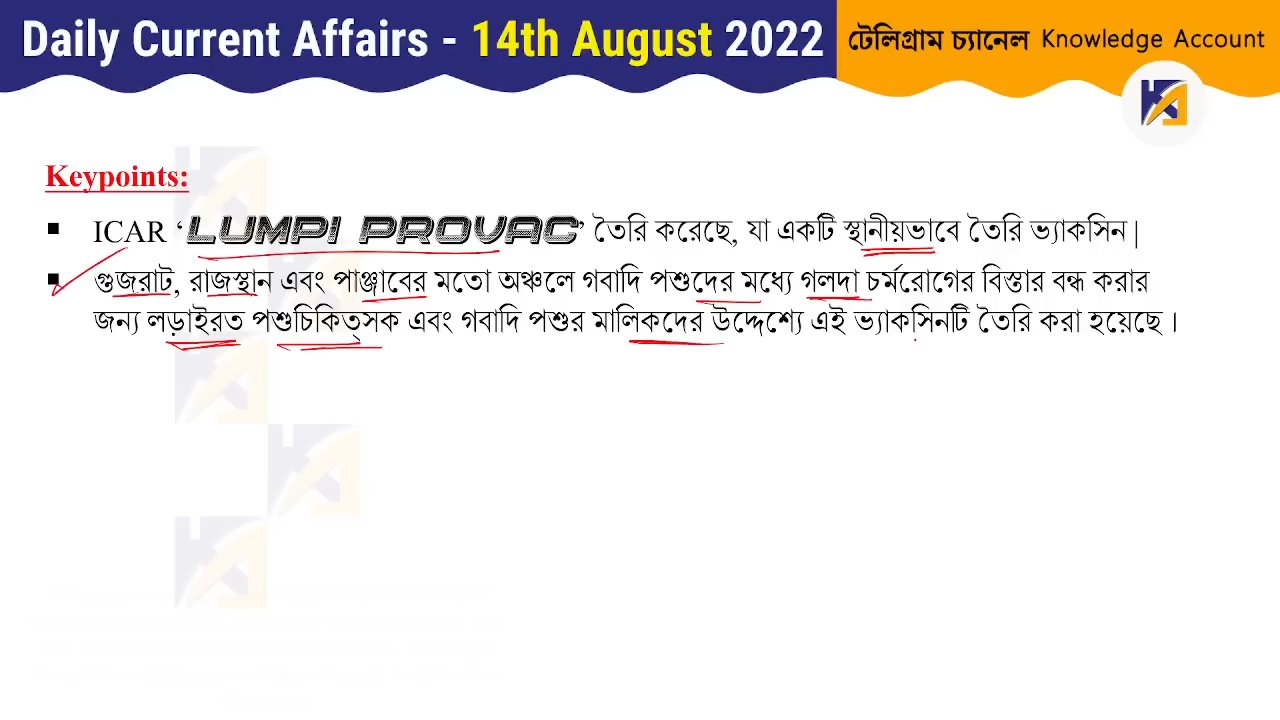 Daily Current Affairs - 14th August 2022
টেলিগ্রাম চ্যানেল Knowledge Account
Keypoints:
▪ ICAR ‘LUMPI PROVAC’ তৈরি করেছে, যা একটি স্থানীয়ভাবে তৈরি ভ্যাকসিন|
▪ গুজরাট, রাজস্থান এবং পাঞ্জাবের মতো অঞ্চলে গবাদি পশুদের মধ্যে গলদা চর্মরোগের বিস্তার বন্ধ করার
জন্য লড়াইরত পশুচিকিত্সক এবং গবাদি পশুর মালিকদের উদ্দেশ্যে এই ভ্যাকসিনটি তৈরি করা হয়েছে।